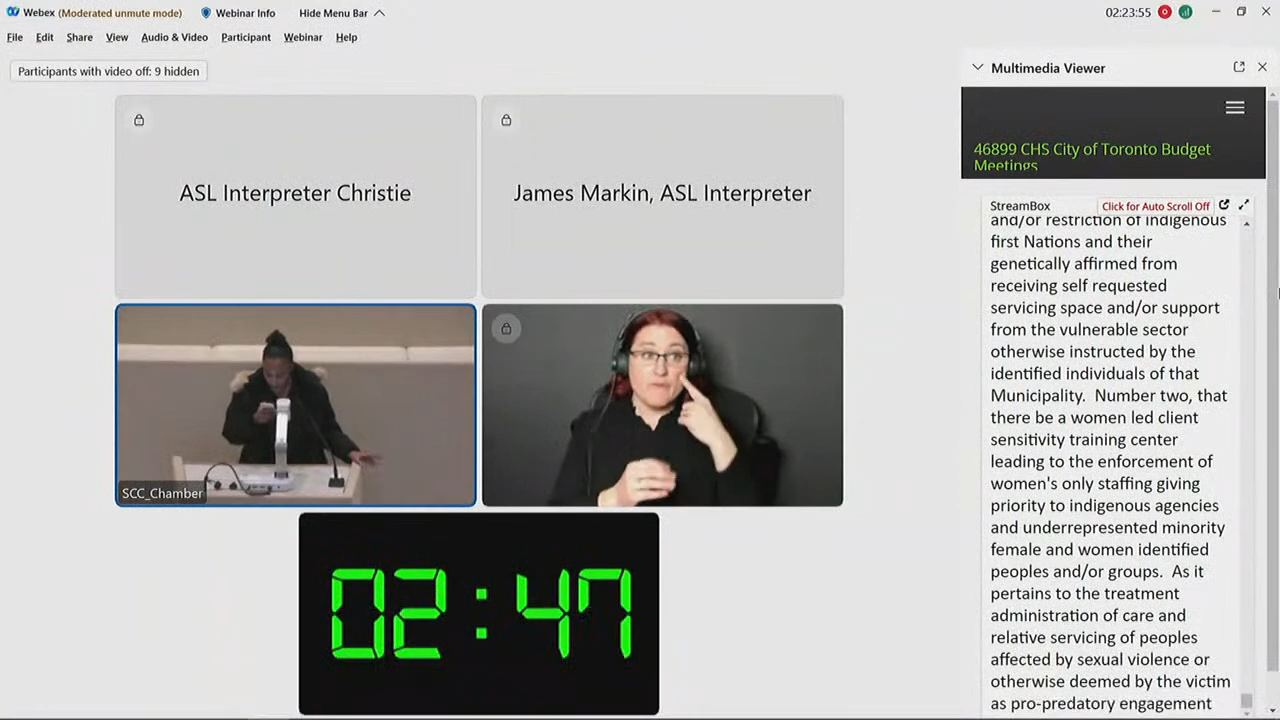 Webex (Moderated unmute mode) Webinar Info Hide Menu Bar 02:23:55
File Edit Share View Audio & Video Participant Webinar Help
Participants with video off: 9 hidden
Multimedia Viewer
ASL Interpreter Christie
James Markin, ASL Interpreter
SCC_Chamber
02:47
46899 CHS City of Toronto Budget
Meetings
StreamBox Click for Auto Scroll Off
and/or restriction of Indigenous
first Nations and their
genetically affirmed from
receiving self requested
servicing space and/or support
from the vulnerable sector
otherwise instructed by the
identified individuals of that
Municipality. Number two, that
there be a women led client
sensitivity training center
leading to the enforcement of
women's only staffing giving
priority to indigenous agencies
and underrepresented minority
female and women identified
peoples and/or groups. As it
pertains to the treatment
administration of care and
relative servicing of peoples
affected by sexual violence or
otherwise deemed by the victim
as pro-predatory engagement